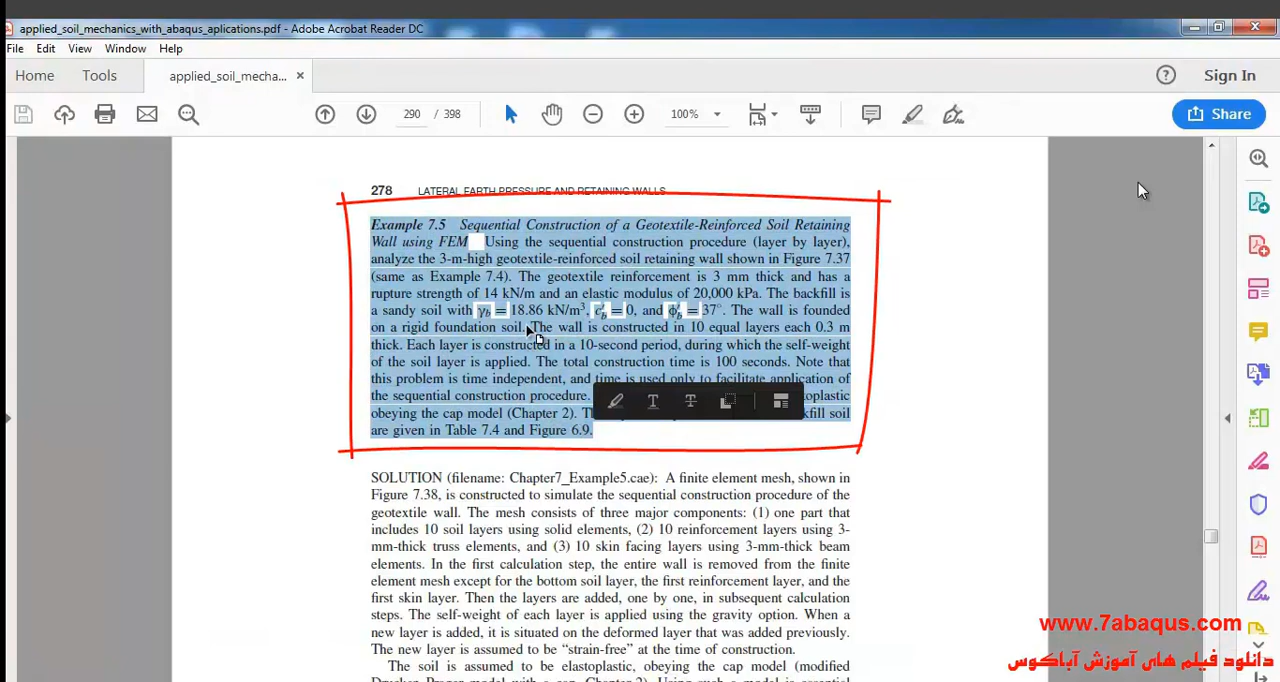 applied_soil_mechanics_with_abaqus_aplications.pdf - Adobe Acrobat Reader DC
File Edit View Window Help
Home Tools applied_soil_mecha... × Sign In
290 / 398 100% Share
278 LATERAL EARTH PRESSURE AND RETAINING WALLS
Example 7.5 Sequential Construction of a Geotextile-Reinforced Soil Retaining
Wall using FEM Using the sequential construction procedure (layer by layer),
analyze the 3-m-high geotextile-reinforced soil retaining wall shown in Figure 7.37
(same as Example 7.4). The geotextile reinforcement is 3 mm thick and has a
rupture strength of 14 kN/m and an elastic modulus of 20,000 kPa. The backfill is
a sandy soil with γb = 18.86 kN/m³, c′b = 0, and ϕ′b = 37°. The wall is founded
on a rigid foundation soil. The wall is constructed in 10 equal layers each 0.3 m
thick. Each layer is constructed in a 10-second period, during which the self-weight
of the soil layer is applied. The total construction time is 100 seconds. Note that
this problem is time independent, and time is used only to facilitate application of
the sequential construction procedure. oplastic
obeying the cap model (Chapter 2). kfill soil
are given in Table 7.4 and Figure 6.9.
SOLUTION (filename: Chapter7_Example5.cae): A finite element mesh, shown in
Figure 7.38, is constructed to simulate the sequential construction procedure of the
geotextile wall. The mesh consists of three major components: (1) one part that
includes 10 soil layers using solid elements, (2) 10 reinforcement layers using 3-
mm-thick truss elements, and (3) 10 skin facing layers using 3-mm-thick beam
elements. In the first calculation step, the entire wall is removed from the finite
element mesh except for the bottom soil layer, the first reinforcement layer, and the
first skin layer. Then the layers are added, one by one, in subsequent calculation
steps. The self-weight of each layer is applied using the gravity option. When a
new layer is added, it is situated on the deformed layer that was added previously.
The new layer is assumed to be “strain-free” at the time of construction.
The soil is assumed to be elastoplastic, obeying the cap model (modified
www.7abaqus.com
دانلود فیلم های آموزش آباکوس